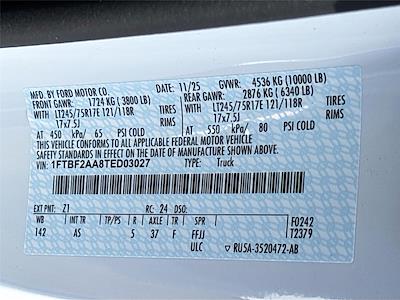 MFD. BY FORD MOTOR CO. 11/25 GVWR: 4536 KG (10000 LB)
FRONT GAWR: 1724 KG (3800 LB) REAR GAWR: 2876 KG (6340 LB)
WITH LT245/75R17E 121/118R TIRES WITH LT245/75R17E 121/118R TIRES
17x7.5J RIMS 17x7.5J RIMS
AT 450 kPa/ 65 PSI COLD AT 550 kPa/ 80 PSI COLD
THIS VEHICLE CONFORMS TO ALL APPLICABLE FEDERAL MOTOR VEHICLE SAFETY STANDARDS IN EFFECT ON THE DATE OF MANUFACTURE SHOWN ABOVE.
VIN: 1FTBF2AA8TED03027 TYPE: Truck
EXT PNT: Z1 RC: 24 DSO:
WB INT TR TP/PS R AXLE TR SPR F0242
142 AS 5 37 F FFJJ T2379
ULC RU5A-3520472-AB